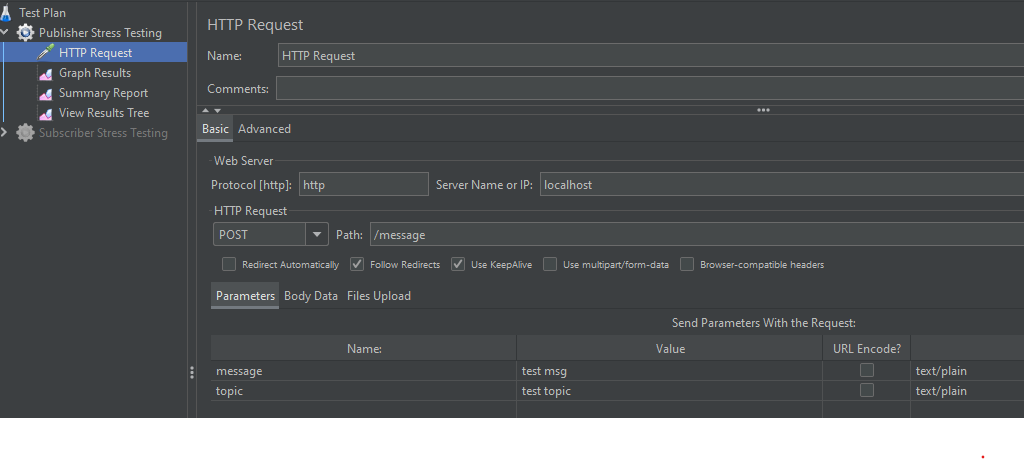 Test Plan
Publisher Stress Testing
HTTP Request
Graph Results
Summary Report
View Results Tree
Subscriber Stress Testing
HTTP Request
Name: HTTP Request
Comments:
Basic Advanced
Web Server
Protocol [http]: http Server Name or IP: localhost
HTTP Request
POST Path: /message
Redirect Automatically Follow Redirects Use KeepAlive Use multipart/form-data Browser-compatible headers
Parameters Body Data Files Upload
Send Parameters With the Request:
Name: Value URL Encode?
message test msg text/plain
topic test topic text/plain